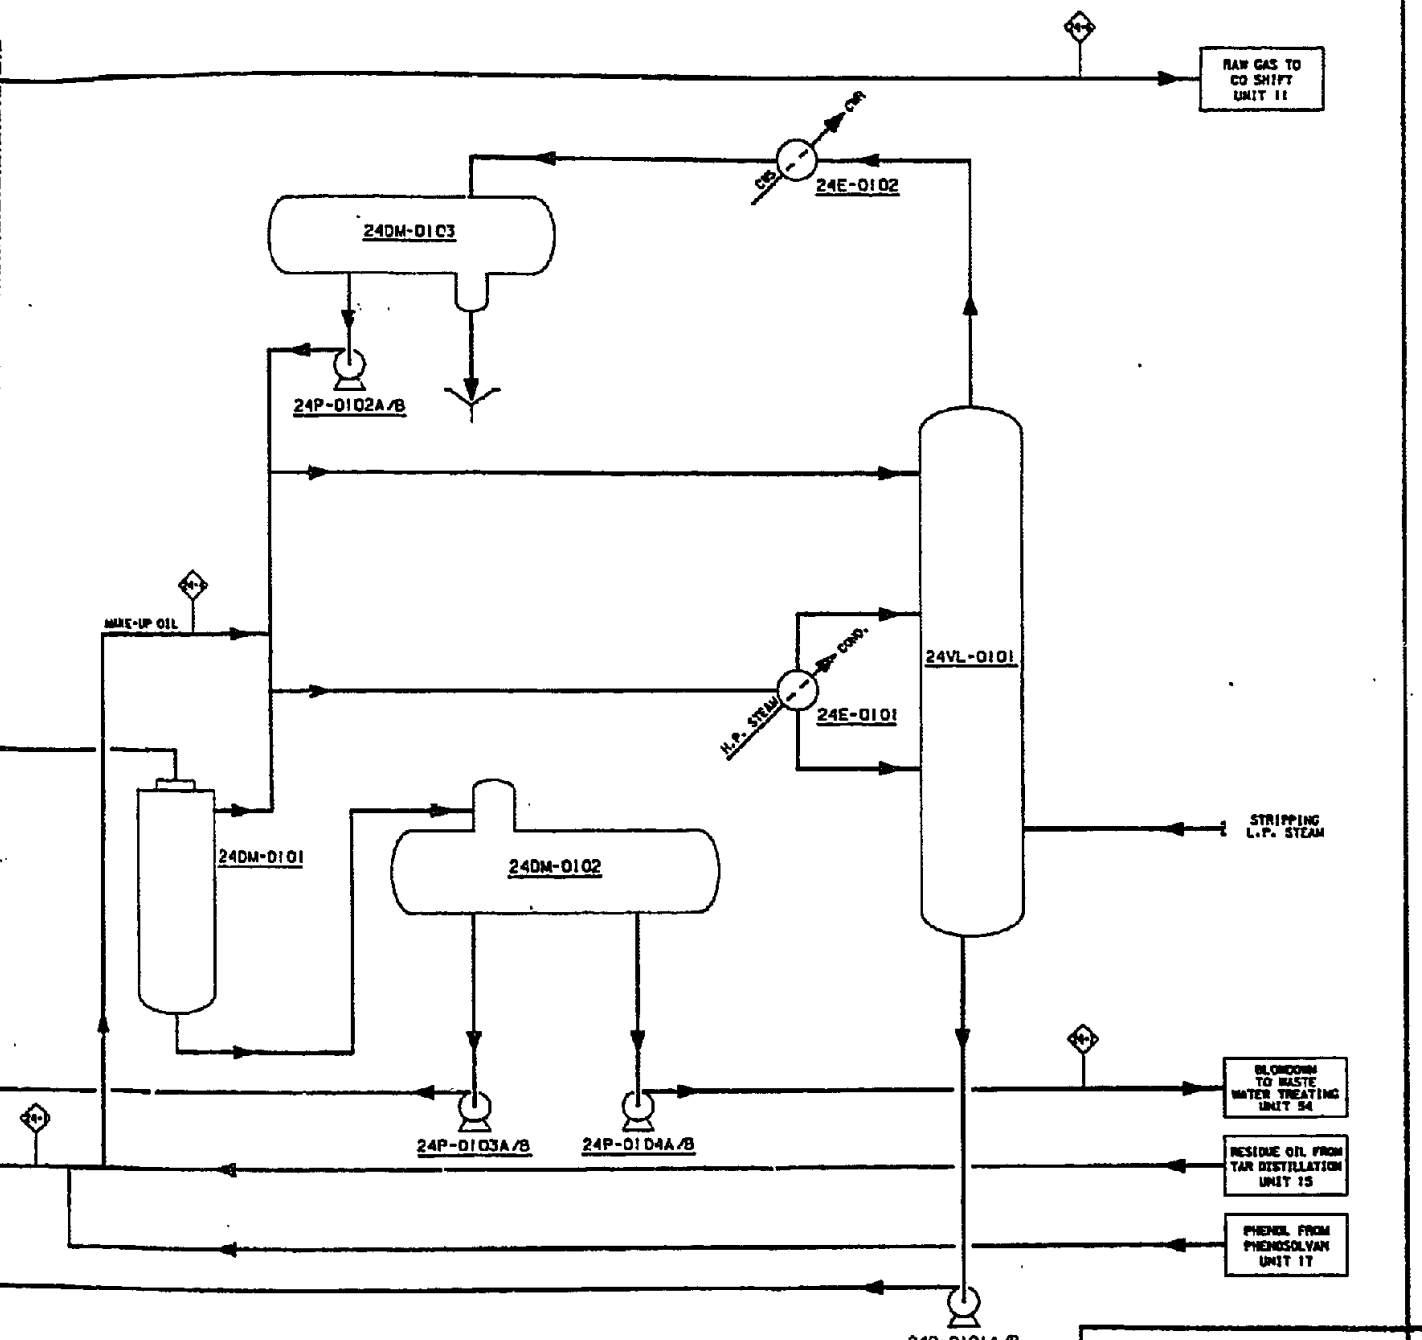 RAW GAS TO
CO SHIFT
UNIT 11
CWR
CWS
24E-0102
24DM-0103
24P-0102A/B
MAKE-UP OIL
COND.
24VL-0101
H.P. STEAM
24E-0101
STRIPPING
L.P. STEAM
24DM-0101
24DM-0102
BLOWDOWN
TO WASTE
WATER TREATING
UNIT 54
24P-0103A/B
24P-0104A/B
RESIDUE OIL FROM
TAR DISTILLATION
UNIT 15
PHENOL FROM
PHENOSOLVAN
UNIT 17